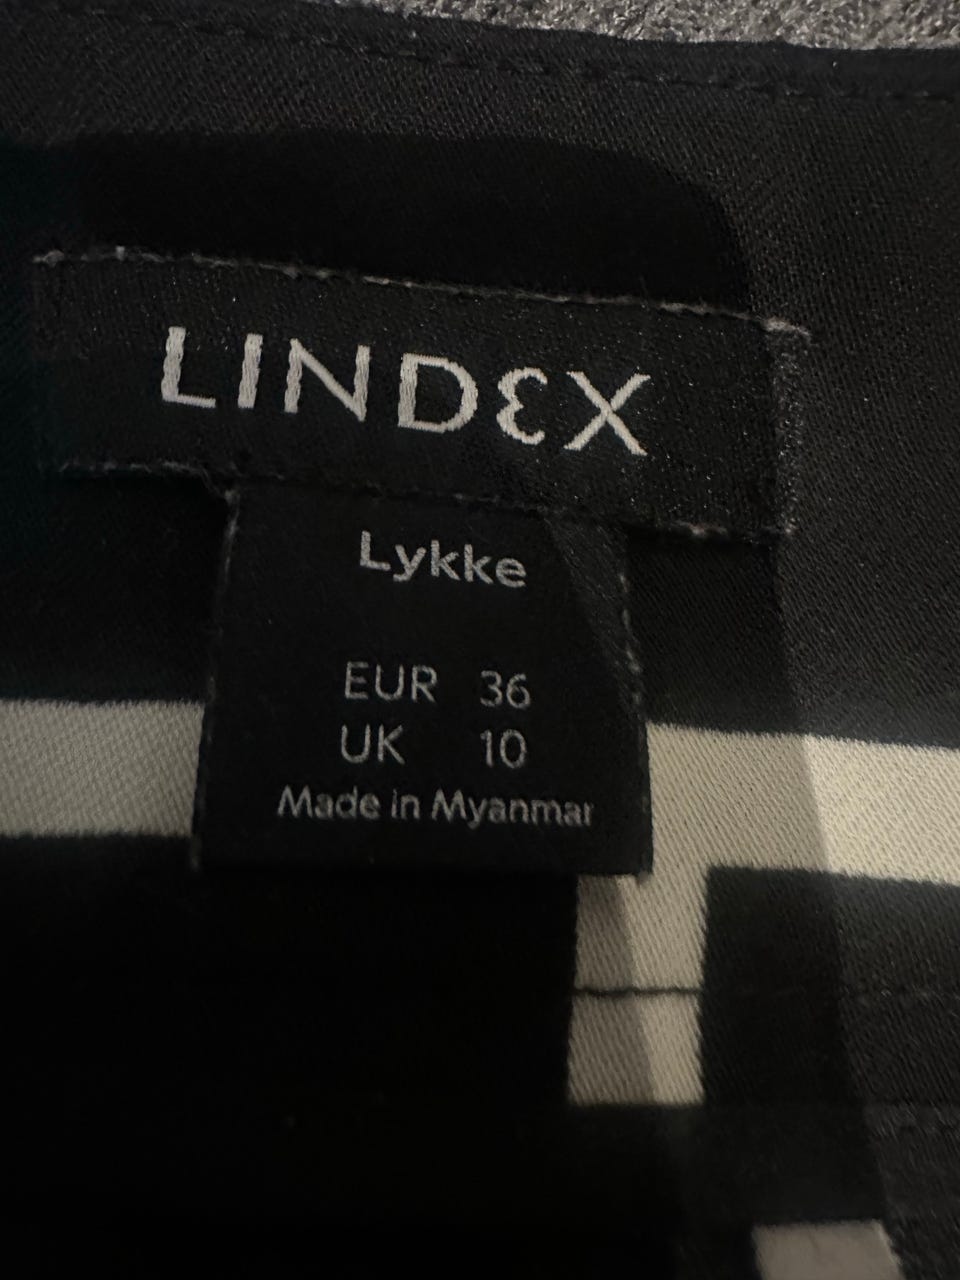 LINDEX
Lykke
EUR 36
UK 10
Made in Myanmar